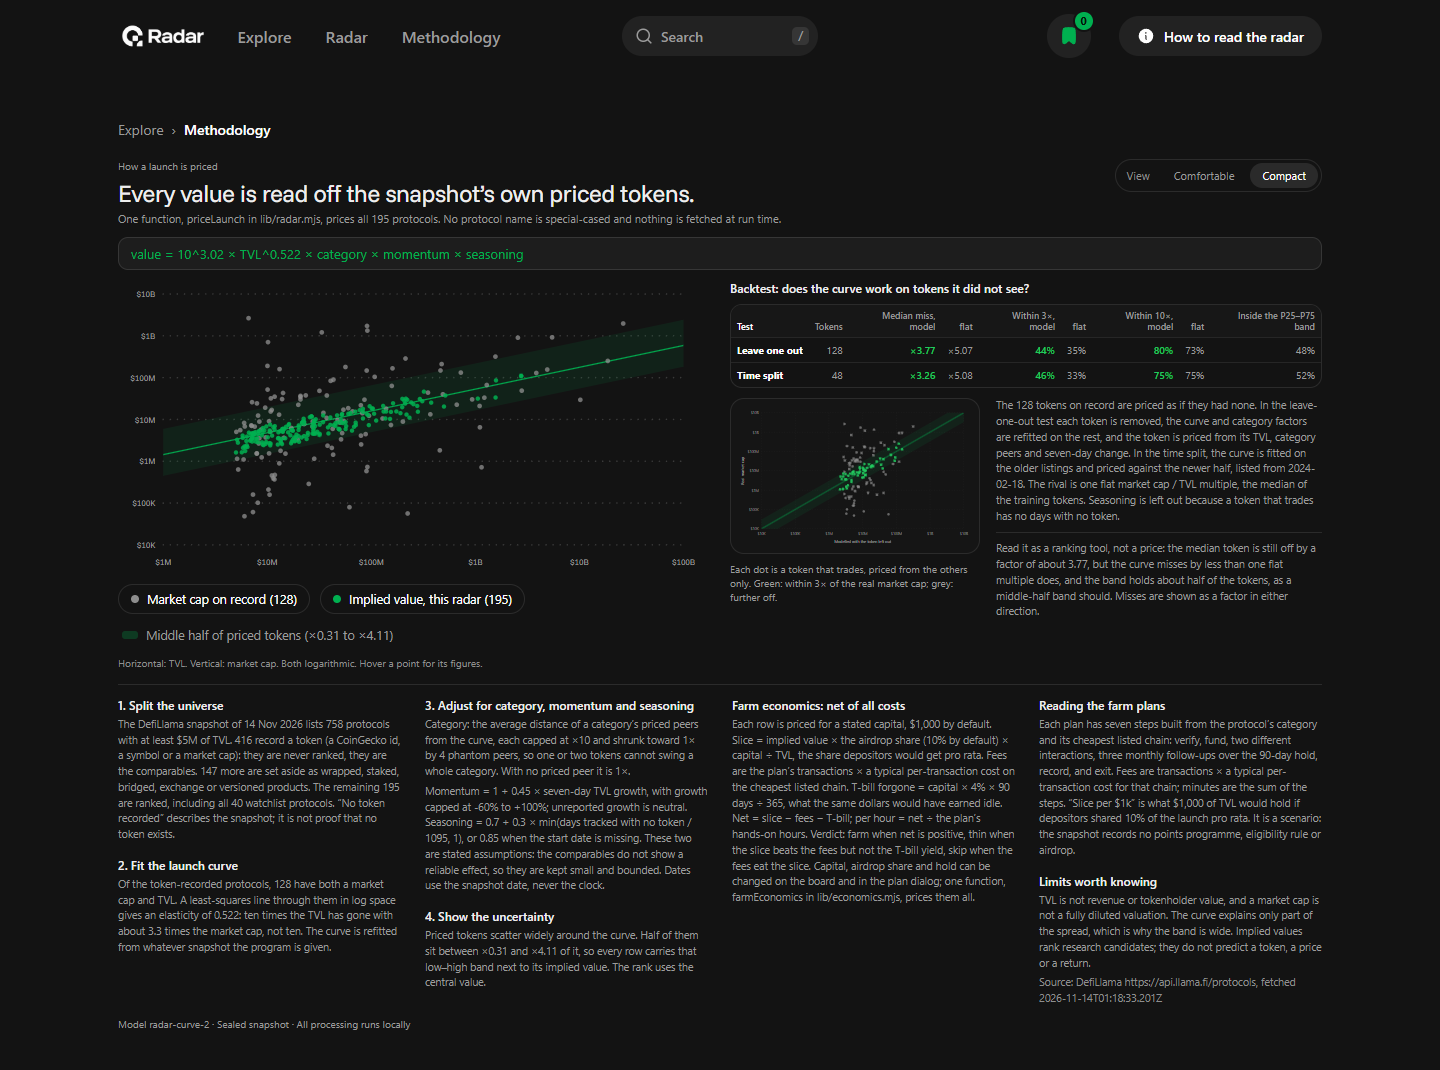 Radar
Explore
Radar
Methodology
Search
/
0
How to read the radar
Explore › Methodology
How a launch is priced
Every value is read off the snapshot's own priced tokens.
One function, priceLaunch in lib/radar.mjs, prices all 195 protocols. No protocol name is special-cased and nothing is fetched at run time.
View
Comfortable
Compact
value = 10^3.02 × TVL^0.522 × category × momentum × seasoning
$10B
$1B
$100M
$10M
$1M
$100K
$10K
$1M
$10M
$100M
$1B
$10B
$100B
Market cap on record (128)
Implied value, this radar (195)
Middle half of priced tokens (×0.31 to ×4.11)
Horizontal: TVL. Vertical: market cap. Both logarithmic. Hover a point for its figures.
Backtest: does the curve work on tokens it did not see?
Test Tokens Median miss, model flat Within 3×, model flat Within 10×, model flat Inside the P25–P75 band
Leave one out 128 ×3.77 ×5.07 44% 35% 80% 73% 48%
Time split 48 ×3.26 ×5.08 46% 33% 75% 75% 52%
Modelled with the token left out
Each dot is a token that trades, priced from the others
only. Green: within 3× of the real market cap; grey:
further off.
The 128 tokens on record are priced as if they had none. In the leave-
one-out test each token is removed, the curve and category factors
are refitted on the rest, and the token is priced from its TVL, category
peers and seven-day change. In the time split, the curve is fitted on
the older listings and priced against the newer half, listed from 2024-
02-18. The rival is one flat market cap / TVL multiple, the median of
the training tokens. Seasoning is left out because a token that trades
has no days with no token.
Read it as a ranking tool, not a price: the median token is still off by a
factor of about 3.77, but the curve misses by less than one flat
multiple does, and the band holds about half of the tokens, as a
middle-half band should. Misses are shown as a factor in either
direction.
1. Split the universe
The DefiLlama snapshot of 14 Nov 2026 lists 758 protocols
with at least $5M of TVL. 416 record a token (a CoinGecko id,
a symbol or a market cap): they are never ranked, they are
the comparables. 147 more are set aside as wrapped, staked,
bridged, exchange or versioned products. The remaining 195
are ranked, including all 40 watchlist protocols. "No token
recorded" describes the snapshot; it is not proof that no
token exists.
2. Fit the launch curve
Of the token-recorded protocols, 128 have both a market
cap and TVL. A least-squares line through them in log space
gives an elasticity of 0.522: ten times the TVL has gone with
about 3.3 times the market cap, not ten. The curve is refitted
from whatever snapshot the program is given.
3. Adjust for category, momentum and seasoning
Category: the average distance of a category's priced peers
from the curve, each capped at ×10 and shrunk toward 1×
by 4 phantom peers, so one or two tokens cannot swing a
whole category. With no priced peer it is 1×.
Momentum = 1 + 0.45 × seven-day TVL growth, with growth
capped at -60% to +100%; unreported growth is neutral.
Seasoning = 0.7 + 0.3 × min(days tracked with no token /
1095, 1), or 0.85 when the start date is missing. These two
are stated assumptions: the comparables do not show a
reliable effect, so they are kept small and bounded. Dates
use the snapshot date, never the clock.
4. Show the uncertainty
Priced tokens scatter widely around the curve. Half of them
sit between ×0.31 and ×4.11 of it, so every row carries that
low–high band next to its implied value. The rank uses the
central value.
Farm economics: net of all costs
Each row is priced for a stated capital, $1,000 by default.
Slice = implied value × the airdrop share (10% by default) ×
capital ÷ TVL, the share depositors would get pro rata. Fees
are the plan's transactions × a typical per-transaction cost on
the cheapest listed chain. T-bill forgone = capital × 4% × 90
days ÷ 365, what the same dollars would have earned idle.
Net = slice − fees − T-bill; per hour = net ÷ the plan's
hands-on hours. Verdict: farm when net is positive, thin when
the slice beats the fees but not the T-bill yield, skip when the
fees eat the slice. Capital, airdrop share and hold can be
changed on the board and in the plan dialog; one function,
farmEconomics in lib/economics.mjs, prices them all.
Reading the farm plans
Each plan has seven steps built from the protocol's category
and its cheapest listed chain: verify, fund, two different
interactions, three monthly follow-ups over the 90-day hold,
record, and exit. Fees are transactions × a typical per-
transaction cost for that chain; minutes are the sum of the
steps. "Slice per $1k" is what $1,000 of TVL would hold if
depositors shared 10% of the launch pro rata. It is a scenario:
the snapshot records no points programme, eligibility rule or
airdrop.
Limits worth knowing
TVL is not revenue or tokenholder value, and a market cap is
not a fully diluted valuation. The curve explains only part of
the spread, which is why the band is wide. Implied values
rank research candidates; they do not predict a token, a price
or a return.
Source: DefiLlama https://api.llama.fi/protocols, fetched
2026-11-14T01:18:33.201Z
Model radar-curve-2 · Sealed snapshot · All processing runs locally